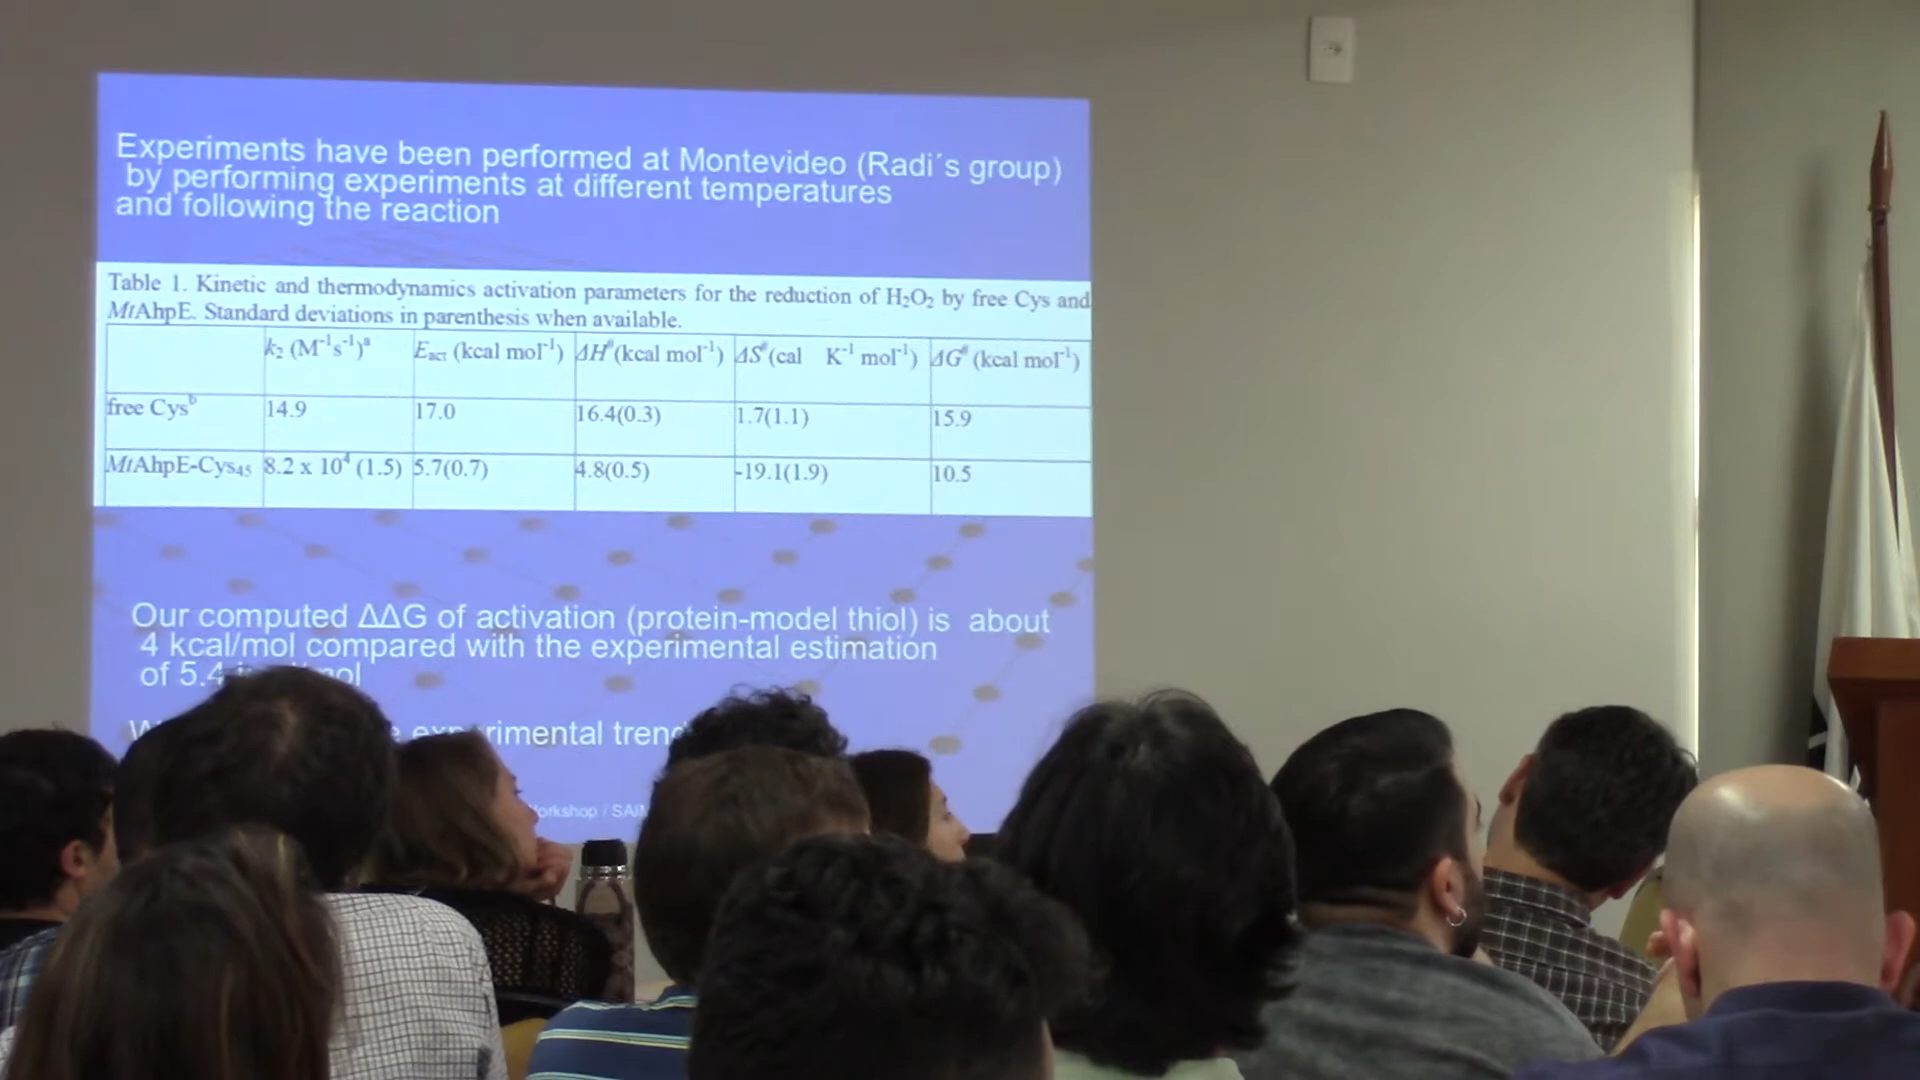 Experiments have been performed at Montevideo (Radi´s group)
by performing experiments at different temperatures
and following the reaction
Table 1. Kinetic and thermodynamics activation parameters for the reduction of H₂O₂ by free Cys and
MtAhpE. Standard deviations in parenthesis when available.
k₂ (M⁻¹s⁻¹)ᵃ Eₐcₜ (kcal mol⁻¹) ΔH^# (kcal mol⁻¹) ΔS^# (cal K⁻¹ mol⁻¹) ΔG^# (kcal mol⁻¹)
free Cysᵇ 14.9 17.0 16.4(0.3) 1.7(1.1) 15.9
MtAhpE-Cys₄₅ 8.2 x 10⁴ (1.5) 5.7(0.7) 4.8(0.5) -19.1(1.9) 10.5
Our computed ΔΔG of activation (protein-model thiol) is about
4 kcal/mol compared with the experimental estimation
of 5.4
experimental trend
Workshop /